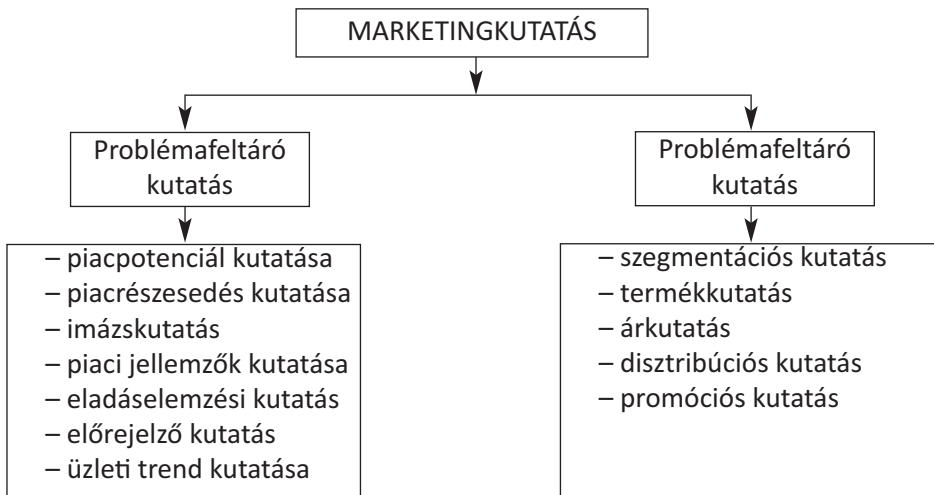 MARKETINGKUTATÁS
Problémafeltáró
kutatás
Problémafeltáró
kutatás
– piacpotenciál kutatása
– piacrészesedés kutatása
– imázskutatás
– piaci jellemzők kutatása
– eladáselemzési kutatás
– előrejelző kutatás
– üzleti trend kutatása
– szegmentációs kutatás
– termékkutatás
– árkutatás
– disztribúciós kutatás
– promóciós kutatás